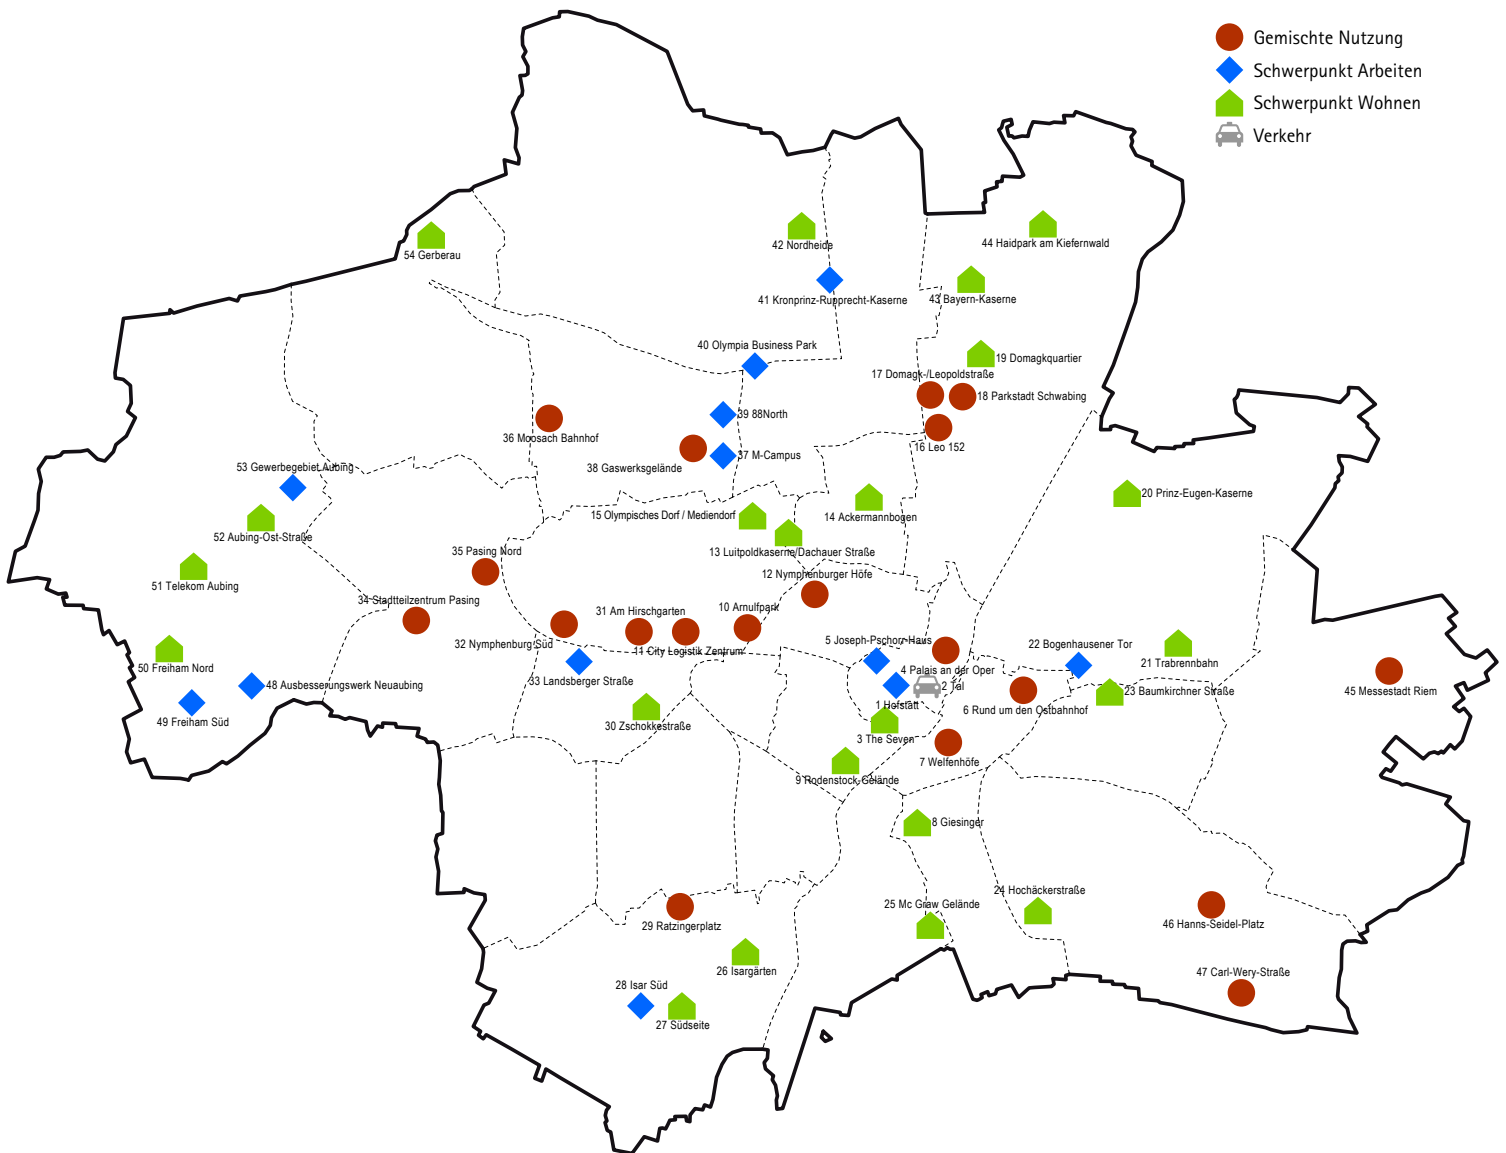 Gemischte Nutzung
Schwerpunkt Arbeiten
Schwerpunkt Wohnen
Verkehr
54 Gerberau
42 Nordheide
44 Haidpark am Kiefernwald
41 Kronprinz-Rupprecht-Kaserne
43 Bayern-Kaserne
40 Olympia Business Park
19 Domagkquartier
17 Domagk-/Leopoldstraße
18 Parkstadt Schwabing
39 88North
36 Moosach Bahnhof
16 Leo 152
37 M-Campus
38 Gaswerksgelände
53 Gewerbegebiet Aubing
20 Prinz-Eugen-Kaserne
15 Olympisches Dorf / Mediendorf
14 Ackermannbogen
52 Aubing-Ost-Straße
13 Luitpoldkaserne/Dachauer Straße
35 Pasing Nord
12 Nymphenburger Höfe
51 Telekom Aubing
34 Stadtteilzentrum Pasing
31 Am Hirschgarten
10 Arnulfpark
5 Joseph-Pschorr-Haus
32 Nymphenburg Süd
11 City Logistik Zentrum
22 Bogenhausener Tor
21 Trabrennbahn
50 Freiham Nord
4 Palais an der Oper
33 Landsberger Straße
48 Ausbesserungswerk Neuaubing
2 Tal
23 Baumkirchner Straße
45 Messestadt Riem
1 Hofstatt
6 Rund um den Ostbahnhof
49 Freiham Süd
30 Zschokkestraße
3 The Seven
7 Welfenhöfe
9 Rodenstock-Gelände
8 Giesinger
24 Hochäckerstraße
25 Mc Graw Gelände
29 Ratzingerplatz
46 Hanns-Seidel-Platz
26 Isargärten
47 Carl-Wery-Straße
28 Isar Süd
27 Südseite